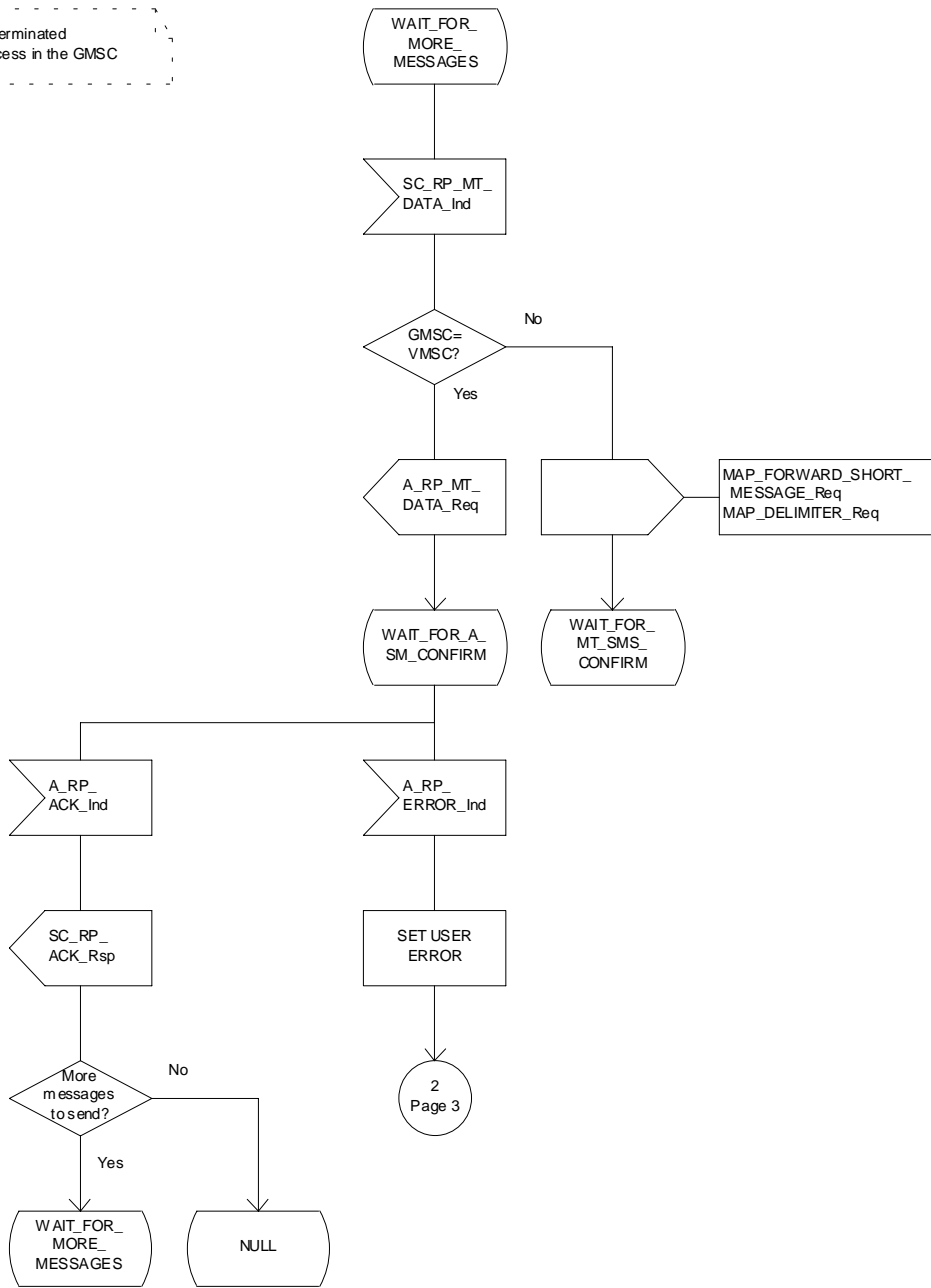 erminated
cess in the GMSC
WAIT_FOR_
MORE_
MESSAGES
SC_RP_MT_
DATA_Ind
GMSC=
VMSC?
No
Yes
A_RP_MT_
DATA_Req
MAP_FORWARD_SHORT_
MESSAGE_Req
MAP_DELIMITER_Req
WAIT_FOR_A_
SM_CONFIRM
WAIT_FOR_
MT_SMS_
CONFIRM
A_RP_
ACK_Ind
A_RP_
ERROR_Ind
SC_RP_
ACK_Rsp
SET USER
ERROR
More
messages
to send?
No
Yes
2
Page 3
WAIT_FOR_
MORE_
MESSAGES
NULL